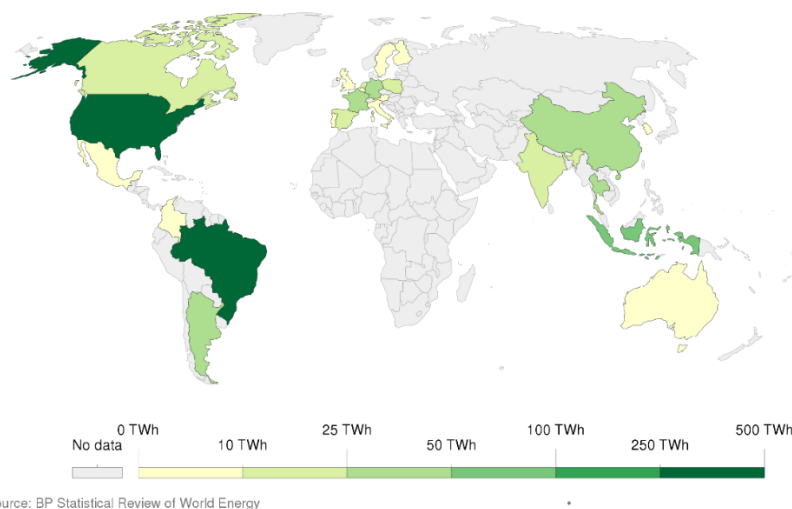 0 TWh 25 TWh 100 TWh 500 TWh
No data 10 TWh 50 TWh 250 TWh
ource: BP Statistical Review of World Energy